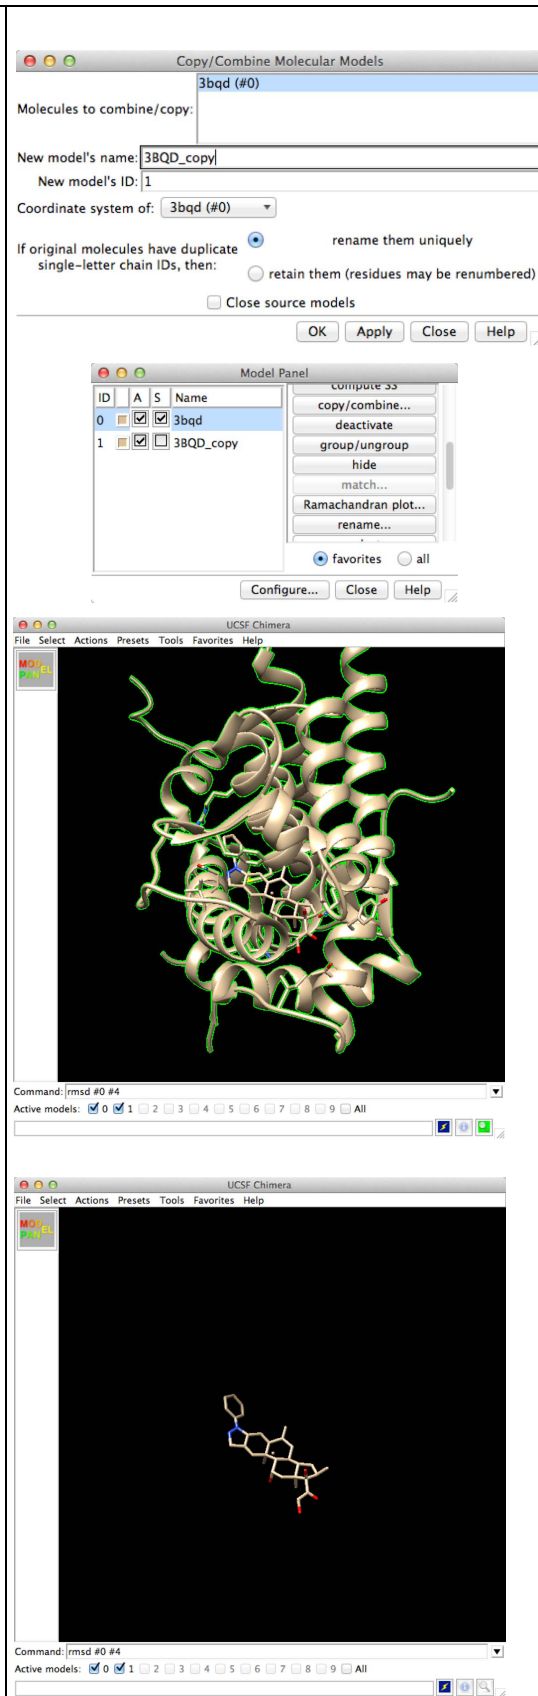 Copy/Combine Molecular Models
3bqd (#0)
Molecules to combine/copy:
New model's name: 3BQD_copy
New model's ID: 1
Coordinate system of: 3bqd (#0)
If original molecules have duplicate single-letter chain IDs, then:
rename them uniquely
retain them (residues may be renumbered)
Close source models
OK Apply Close Help
Model Panel
ID A S Name
0 3bqd
1 3BQD_copy
compute SS
copy/combine...
deactivate
group/ungroup
hide
match...
Ramachandran plot...
rename...
favorites all
Configure... Close Help
UCSF Chimera
File Select Actions Presets Tools Favorites Help
MODEL
PANEL
Command: rmsd #0 #4
Active models: 0 1 2 3 4 5 6 7 8 9 All
UCSF Chimera
File Select Actions Presets Tools Favorites Help
MODEL
PANEL
Command: rmsd #0 #4
Active models: 0 1 2 3 4 5 6 7 8 9 All